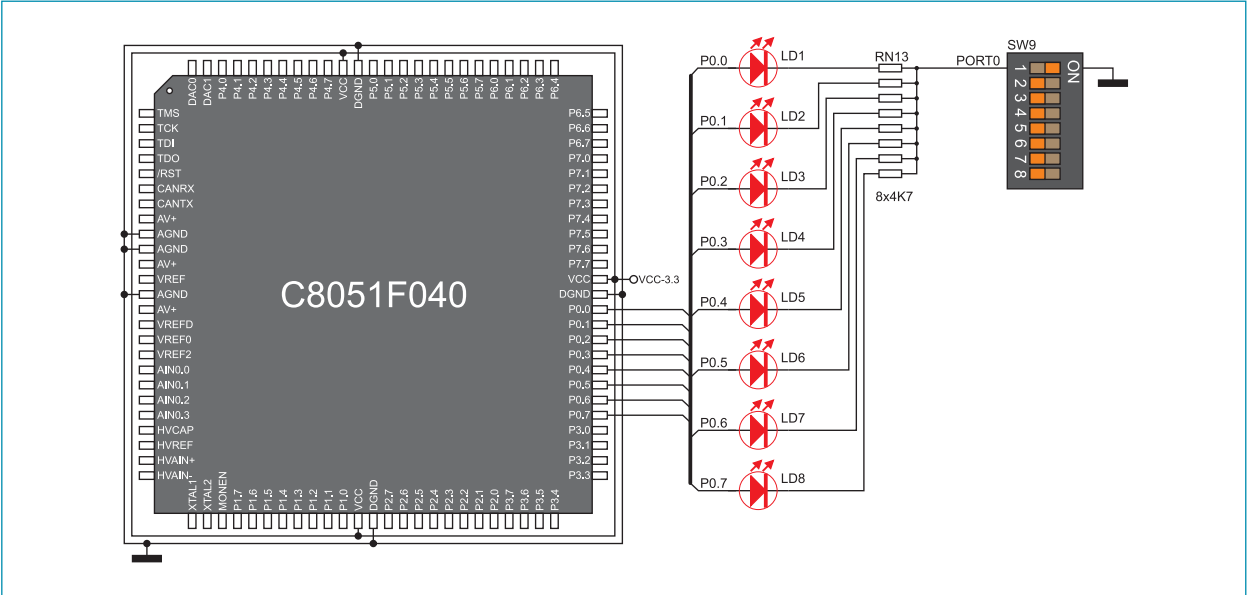 DAC0
DAC1
P4.0
P4.1
P4.2
P4.3
P4.4
P4.5
P4.6
P4.7
VCC
DGND
P5.0
P5.1
P5.2
P5.3
P5.4
P5.5
P5.6
P5.7
P6.0
P6.1
P6.2
P6.3
P6.4
TMS
TCK
TDI
TDO
/RST
CANRX
CANTX
AV+
AGND
AGND
AV+
VREF
AGND
AV+
VREFD
VREF0
VREF2
AIN0.0
AIN0.1
AIN0.2
AIN0.3
HVCAP
HVREF
HVAIN+
HVAIN-
C8051F040
P6.5
P6.6
P6.7
P7.0
P7.1
P7.2
P7.3
P7.4
P7.5
P7.6
P7.7
VCC
DGND
P0.0
P0.1
P0.2
P0.3
P0.4
P0.5
P0.6
P0.7
P3.0
P3.1
P3.2
P3.3
VCC-3.3
XTAL1
XTAL2
MONEN
P1.7
P1.6
P1.5
P1.4
P1.3
P1.2
P1.1
P1.0
VCC
DGND
P2.7
P2.6
P2.5
P2.4
P2.3
P2.2
P2.1
P2.0
P3.7
P3.6
P3.5
P3.4
P0.0
LD1
P0.1
LD2
P0.2
LD3
P0.3
LD4
P0.4
LD5
P0.5
LD6
P0.6
LD7
P0.7
LD8
RN13
8x4K7
PORT0
SW9
ON
1
2
3
4
5
6
7
8